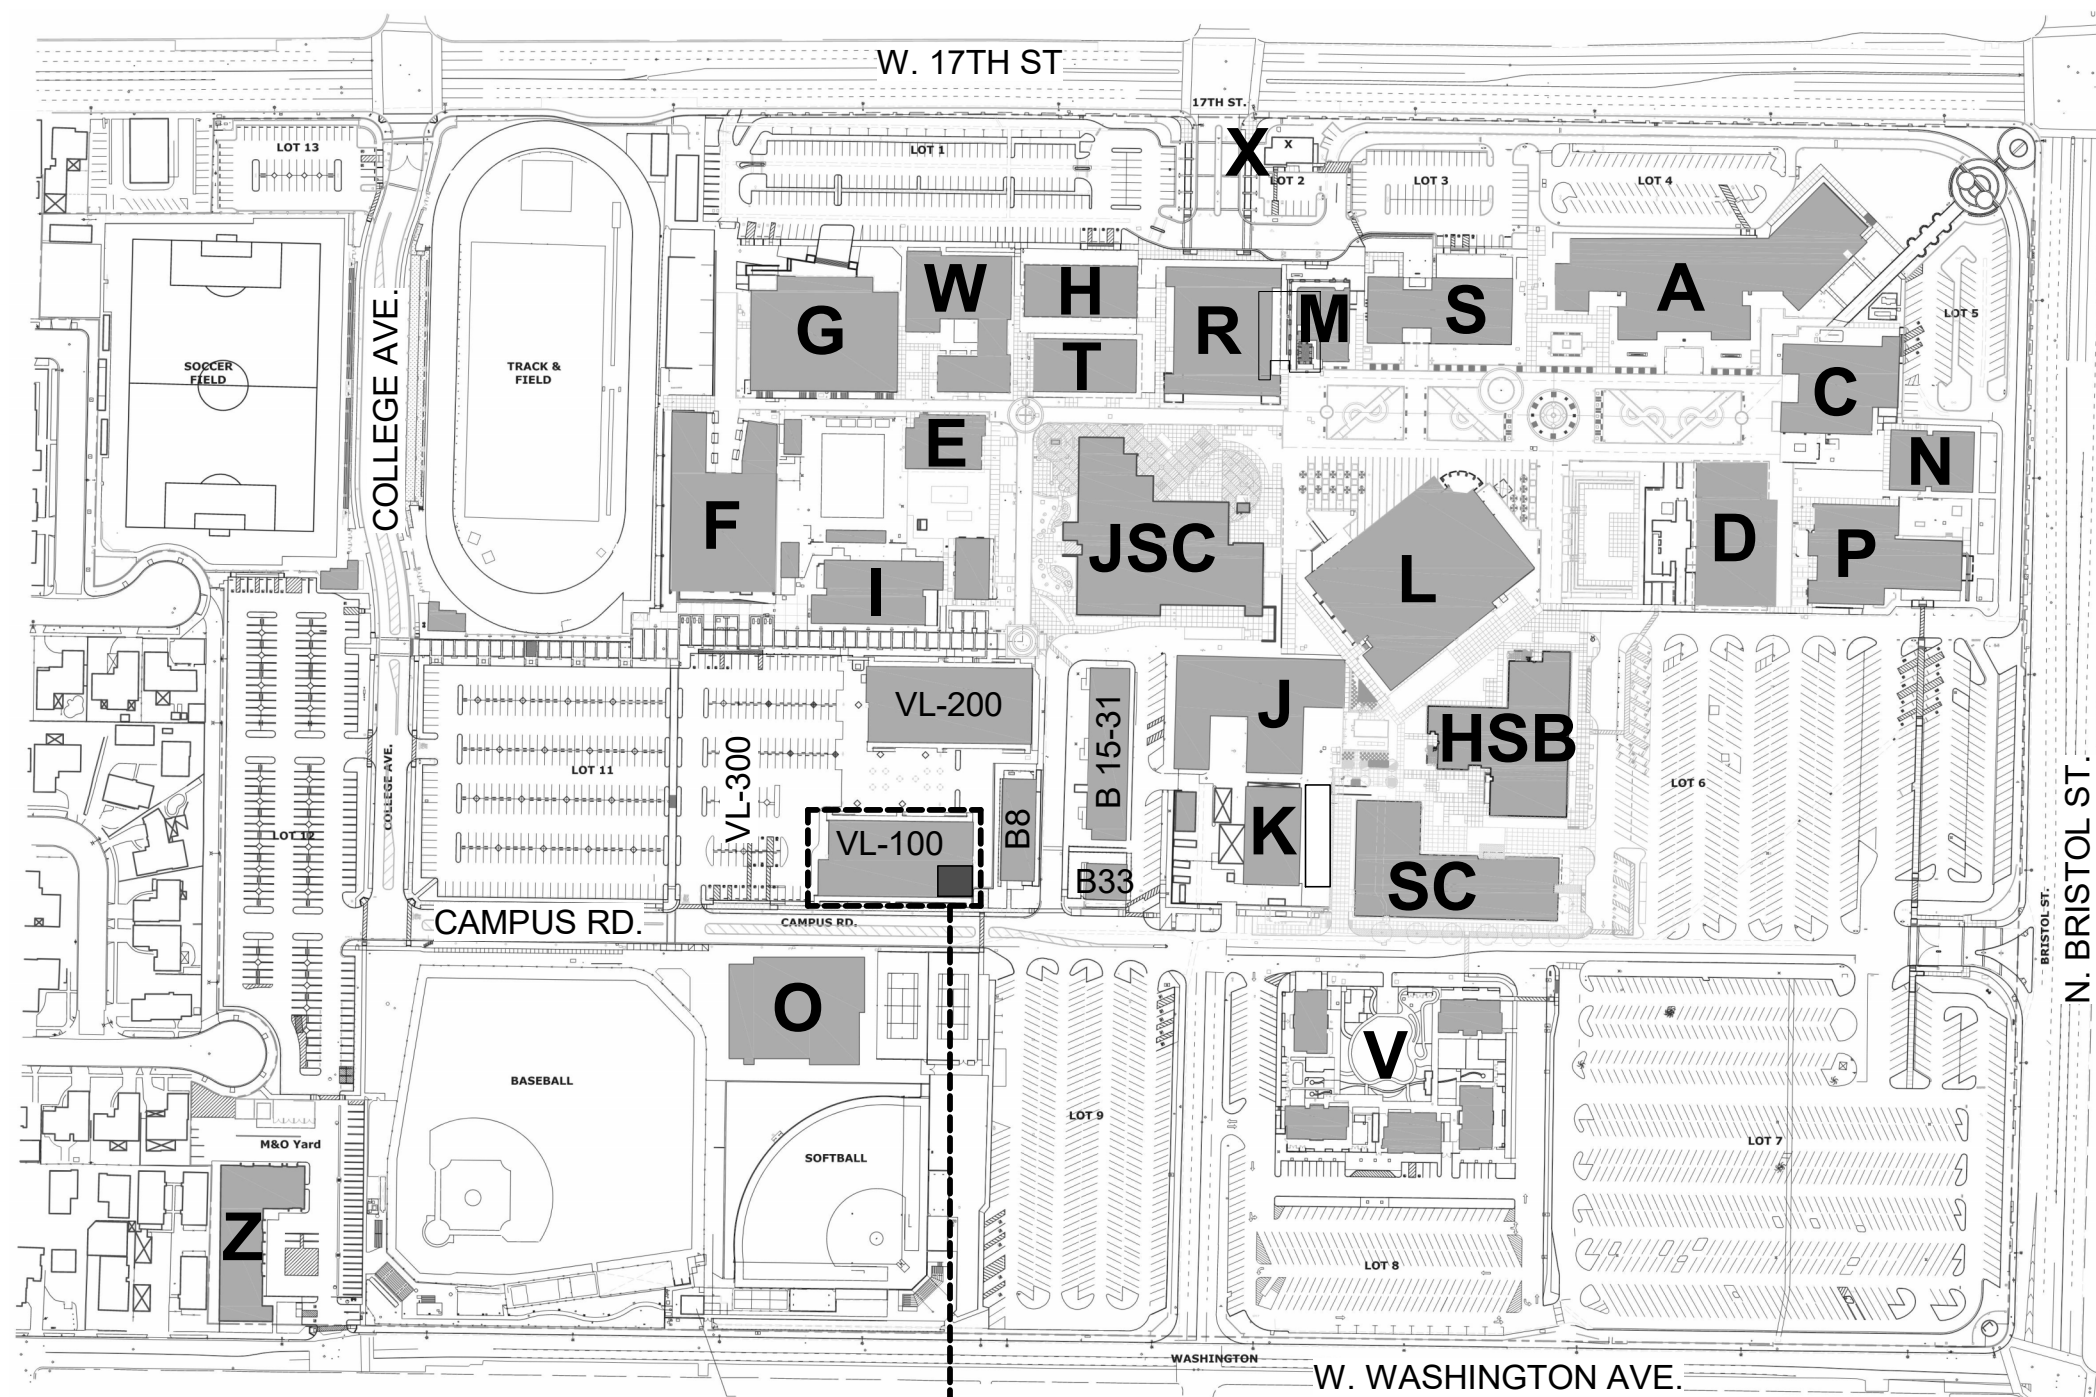 W. 17TH ST
17TH ST.
X
X
LOT 13
LOT 1
LOT 2
LOT 3
LOT 4
LOT 5
COLLEGE AVE.
SOCCER
FIELD
TRACK &
FIELD
G
W
H
T
R
M
S
A
C
N
E
F
I
JSC
L
D
P
VL-200
VL-300
VL-100
B 15-31
B8
B33
J
K
HSB
SC
LOT 6
LOT 11
LOT 12
COLLEGE AVE.
CAMPUS RD.
CAMPUS RD.
BRISTOL ST.
N. BRISTOL ST.
O
V
BASEBALL
SOFTBALL
LOT 9
LOT 7
LOT 8
M&O Yard
Z
WASHINGTON
W. WASHINGTON AVE.